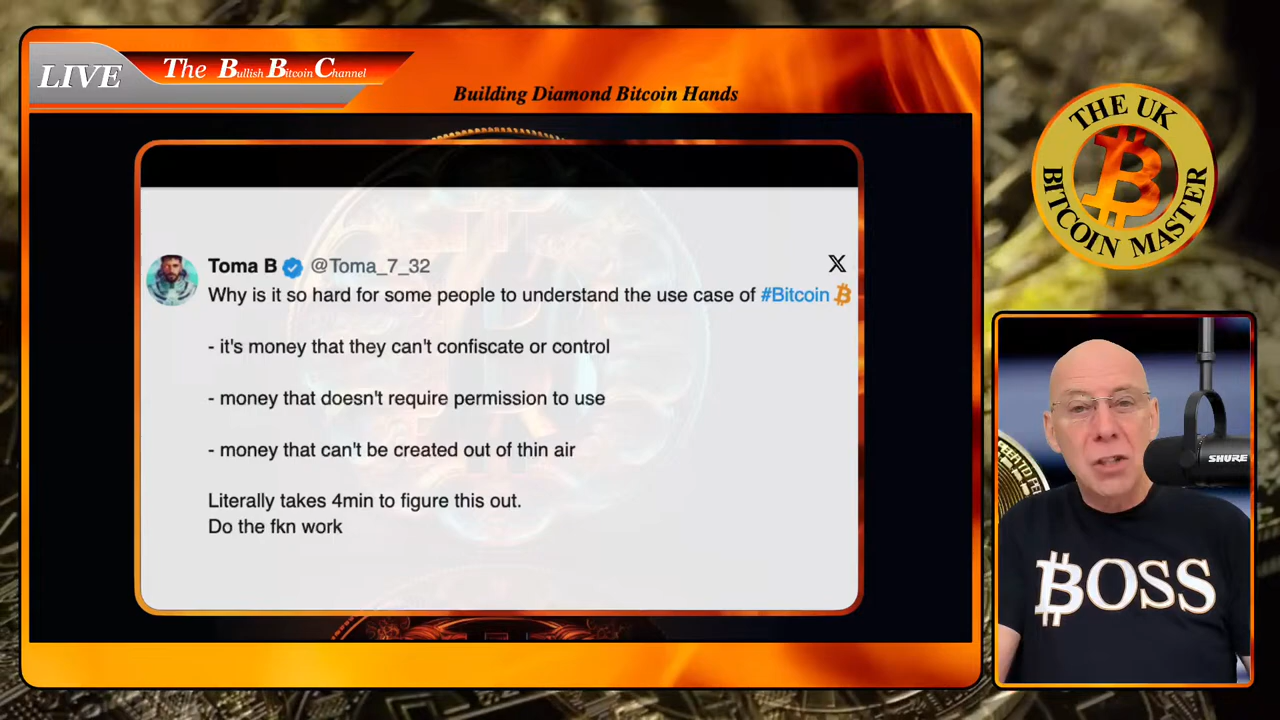 LIVE
The Bullish Bitcoin Channel
Building Diamond Bitcoin Hands
THE UK
BITCOIN MASTER
Toma B @Toma_7_32
X
Why is it so hard for some people to understand the use case of #Bitcoin
- it's money that they can't confiscate or control
- money that doesn't require permission to use
- money that can't be created out of thin air
Literally takes 4min to figure this out.
Do the fkn work
SHURE
₿OSS